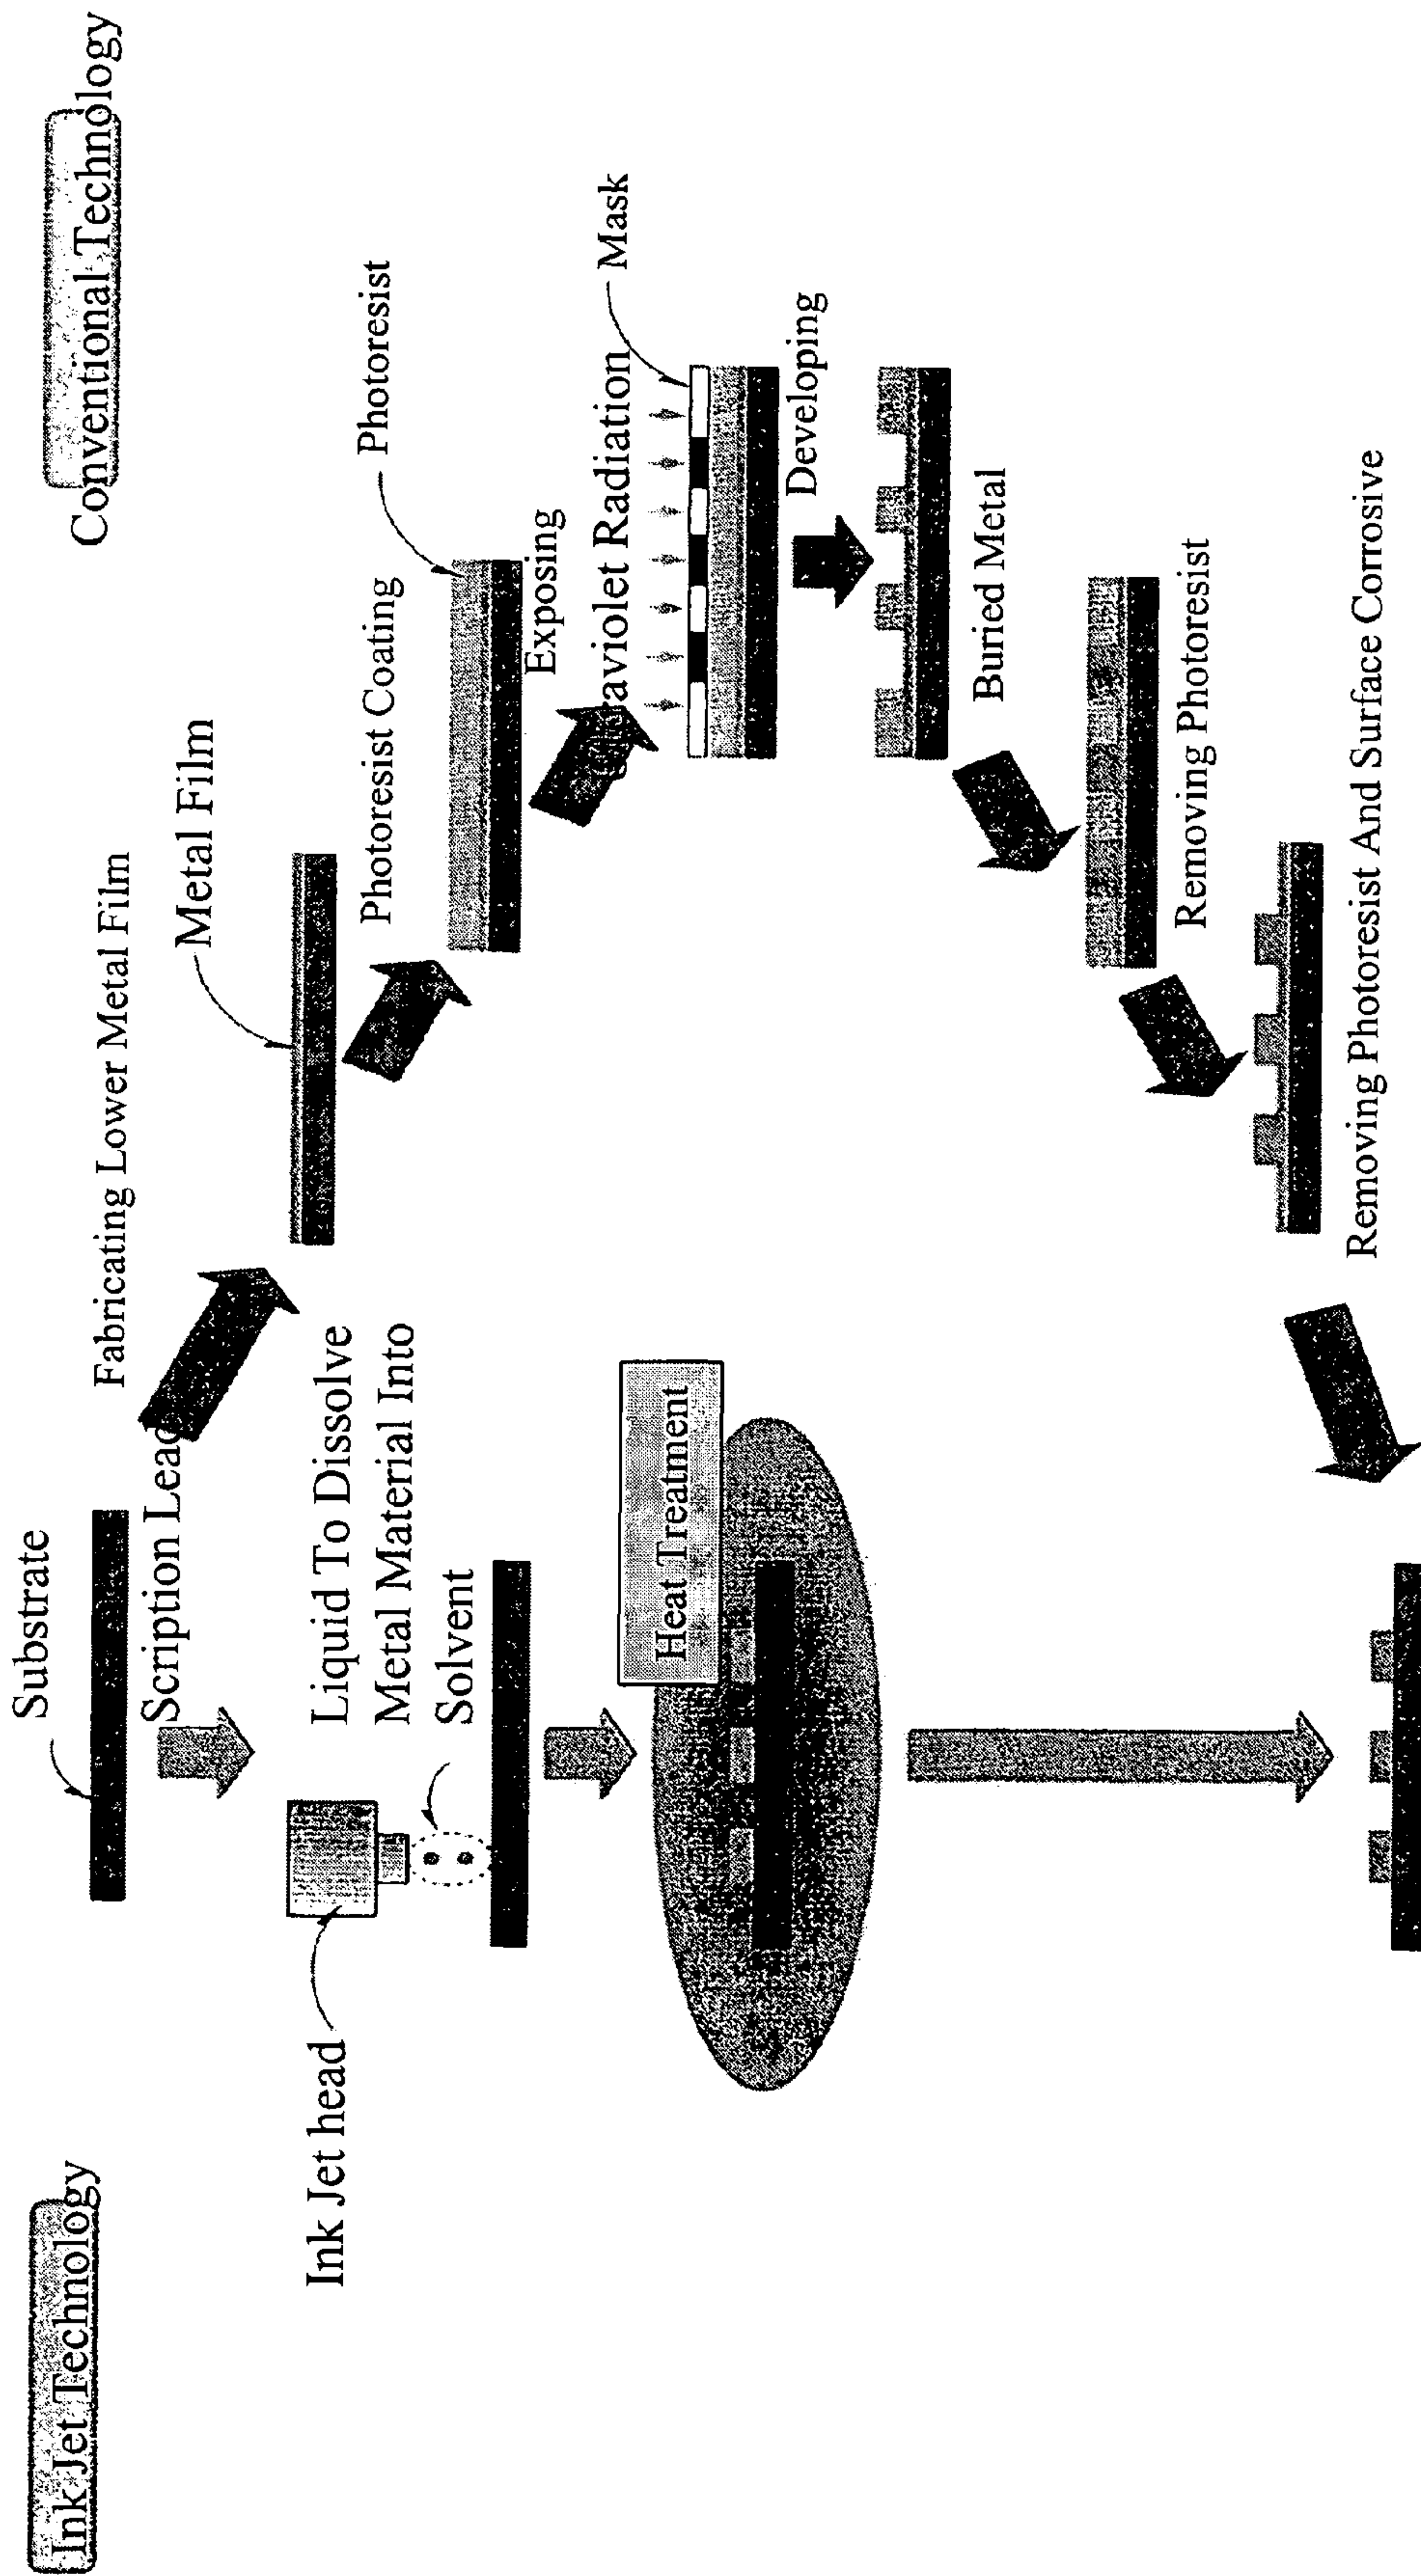 Ink Jet Technology
Conventional Technology
Substrate
Scription Lead
Fabricating Lower Metal Film
Metal Film
Ink Jet head
Liquid To Dissolve
Metal Material Into
Solvent
Photoresist Coating
Photoresist
Exposing
Radiation
Mask
Heat Treatment
Developing
Buried Metal
Removing Photoresist
Removing Photoresist And Surface Corrosive